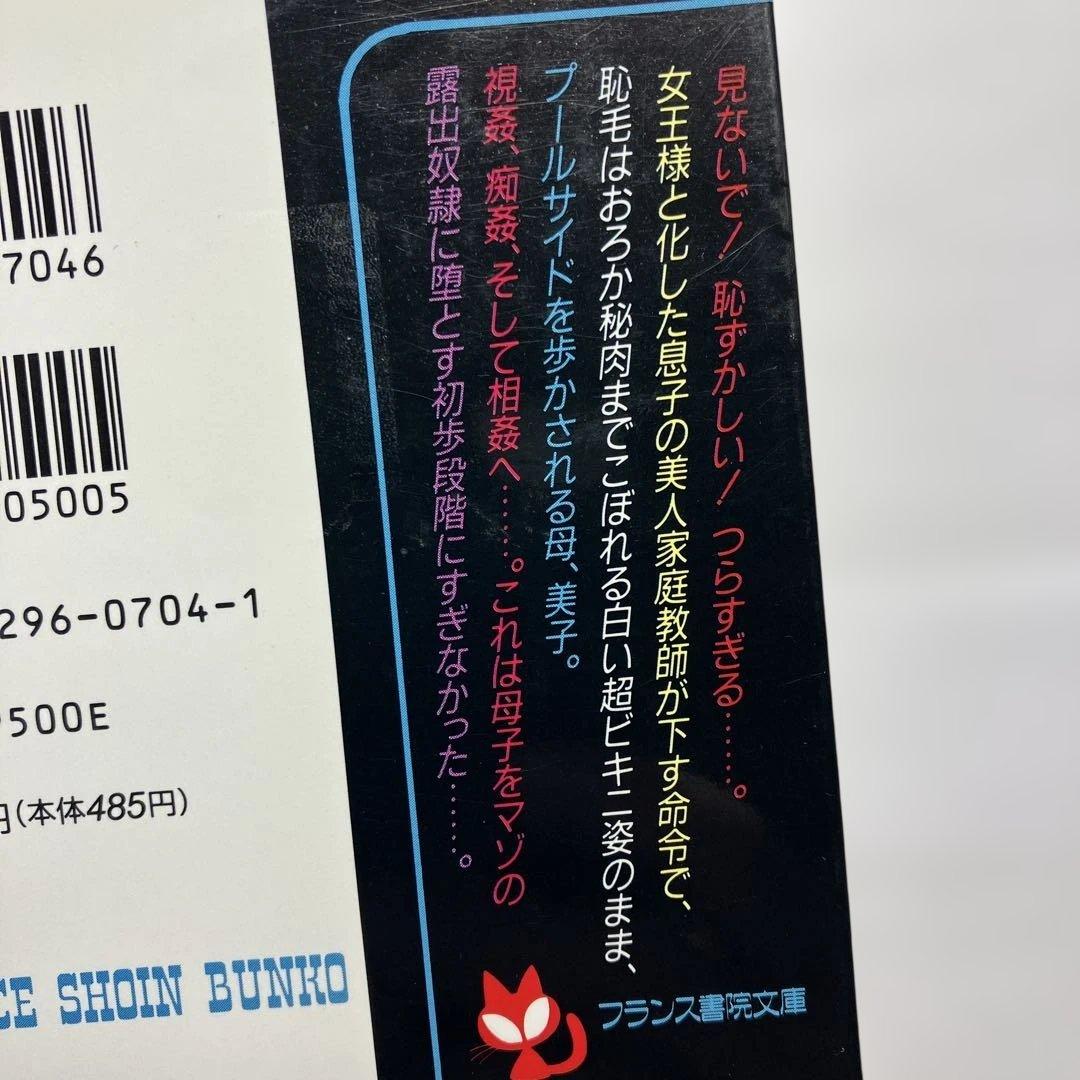 見ないで！ 恥ずかしい！ つらすぎる……。
女王様と化した息子の美人家庭教師が下す命令で、
恥毛はおろか秘肉までこぼれる白い超ビキニ姿のまま、
プールサイドを歩かされる母、美子。
視姦、痴姦、そして相姦へ……。これは母子をマゾの
露出奴隷に堕とす初歩段階にすぎなかった……。
フランス書院文庫
7046
05005
296-0704-1
500E
円(本体485円)
CE SHOIN BUNKO